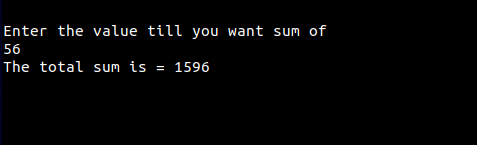 Enter the value till you want sum of
56
The total sum is = 1596